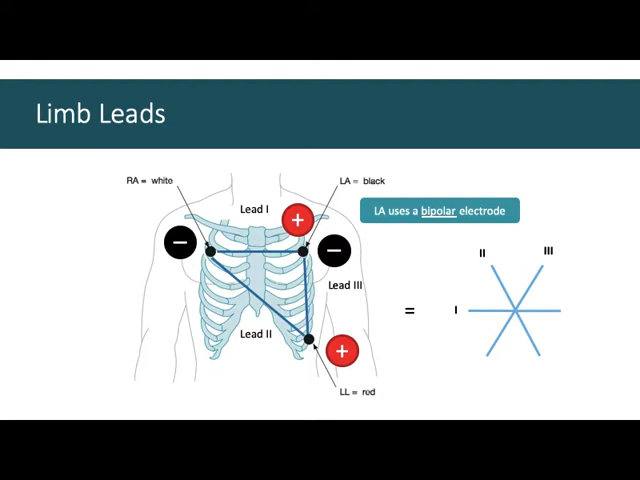 Limb Leads
RA = white
LA = black
Lead I
+
LA uses a bipolar electrode
−
−
II
III
Lead III
=
I
Lead II
+
LL = red